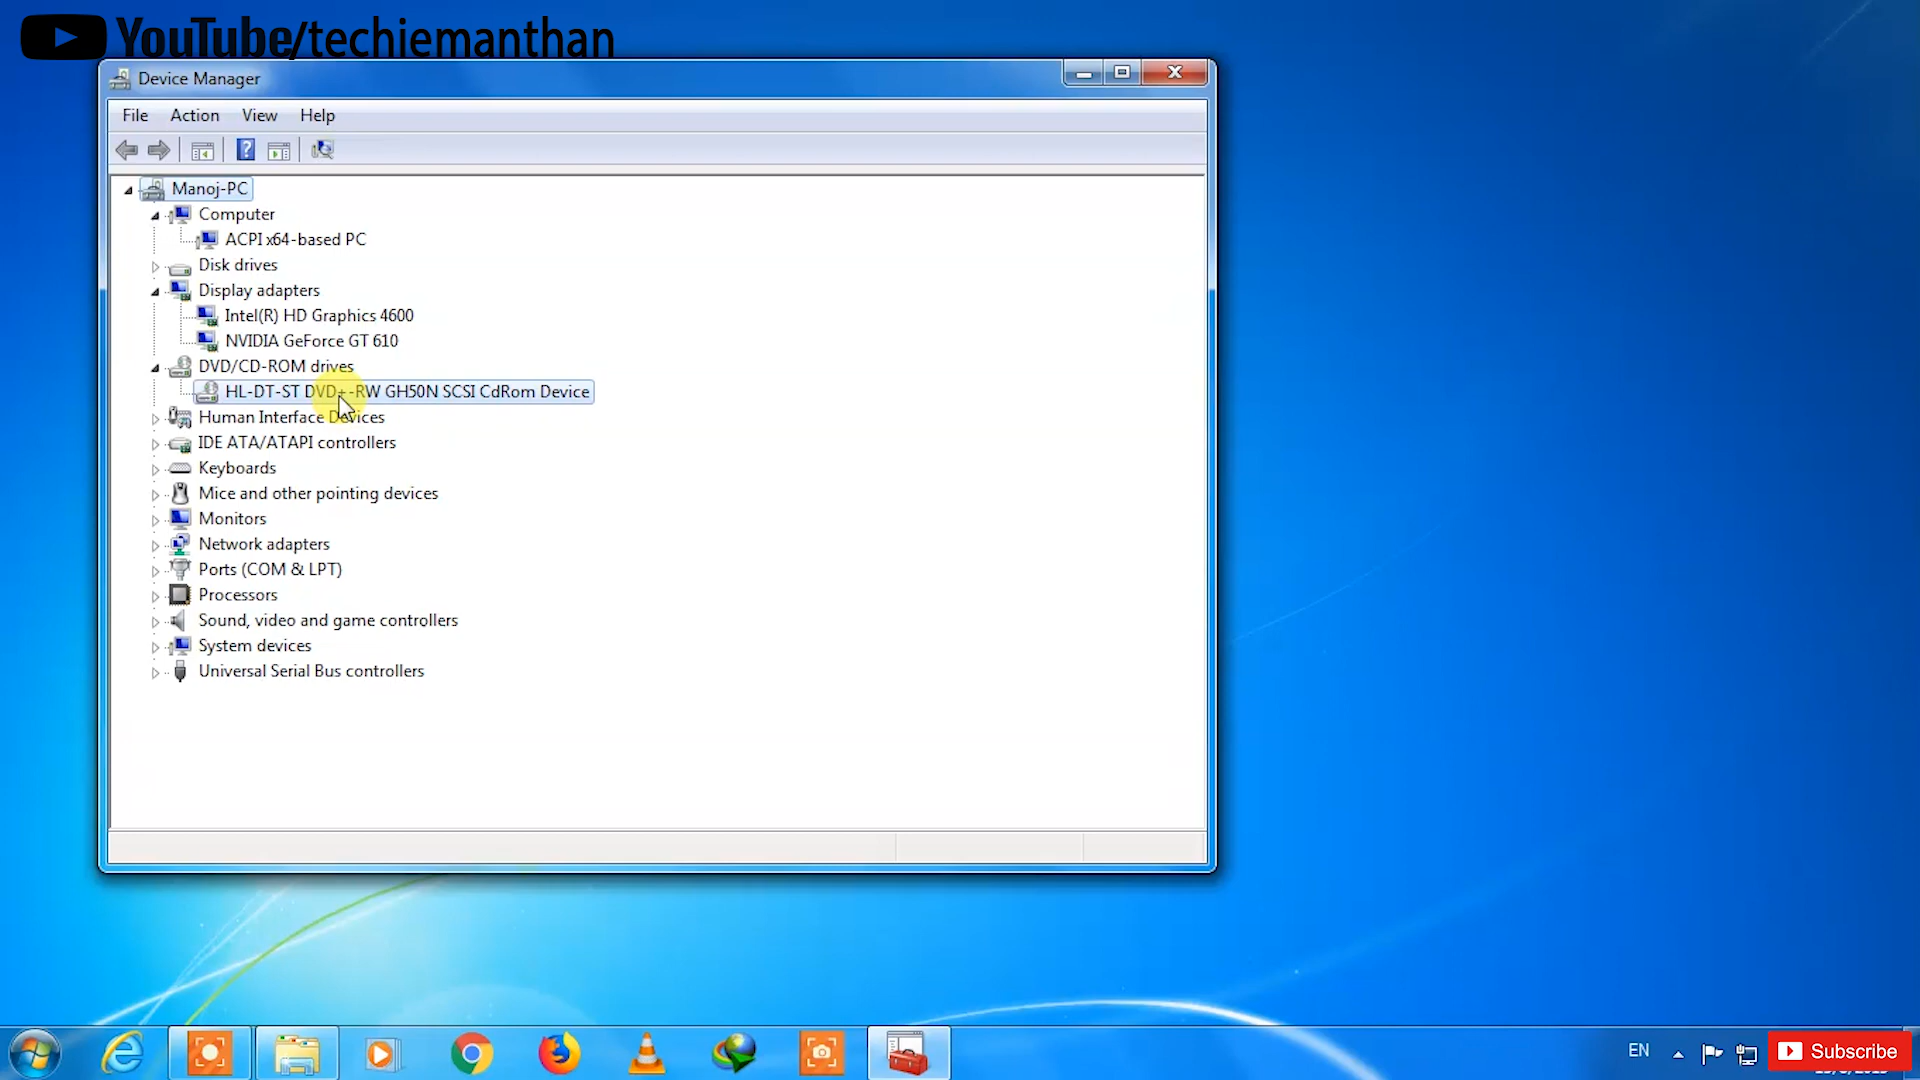 YouTube/techiemanthan
Device Manager
File Action View Help
Manoj-PC
Computer
ACPI x64-based PC
Disk drives
Display adapters
Intel(R) HD Graphics 4600
NVIDIA GeForce GT 610
DVD/CD-ROM drives
HL-DT-ST DVD+-RW GH50N SCSI CdRom Device
Human Interface Devices
IDE ATA/ATAPI controllers
Keyboards
Mice and other pointing devices
Monitors
Network adapters
Ports (COM & LPT)
Processors
Sound, video and game controllers
System devices
Universal Serial Bus controllers
EN
Subscribe